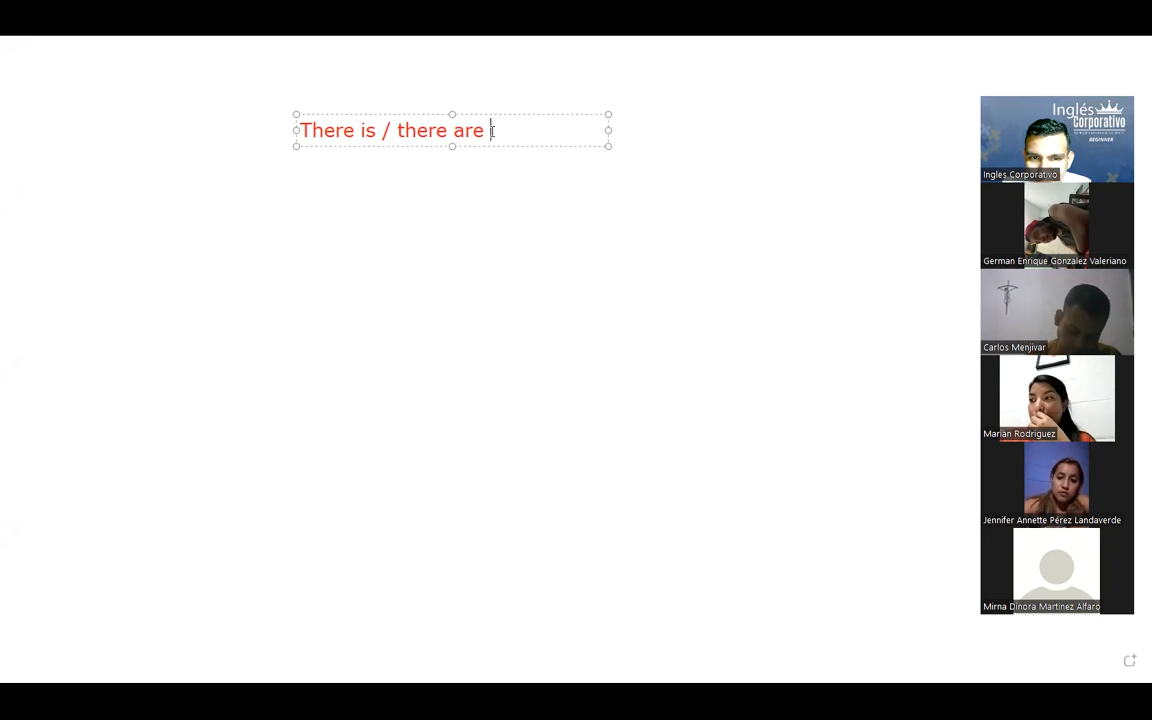 There is / there are
Inglés
Corporativo
BEGINNER
Ingles Corporativo
German Enrique Gonzalez Valeriano
Carlos Menjivar
Marian Rodriguez
Jennifer Annette Pérez Landaverde
Mirna Dinora Martinez Alfaro